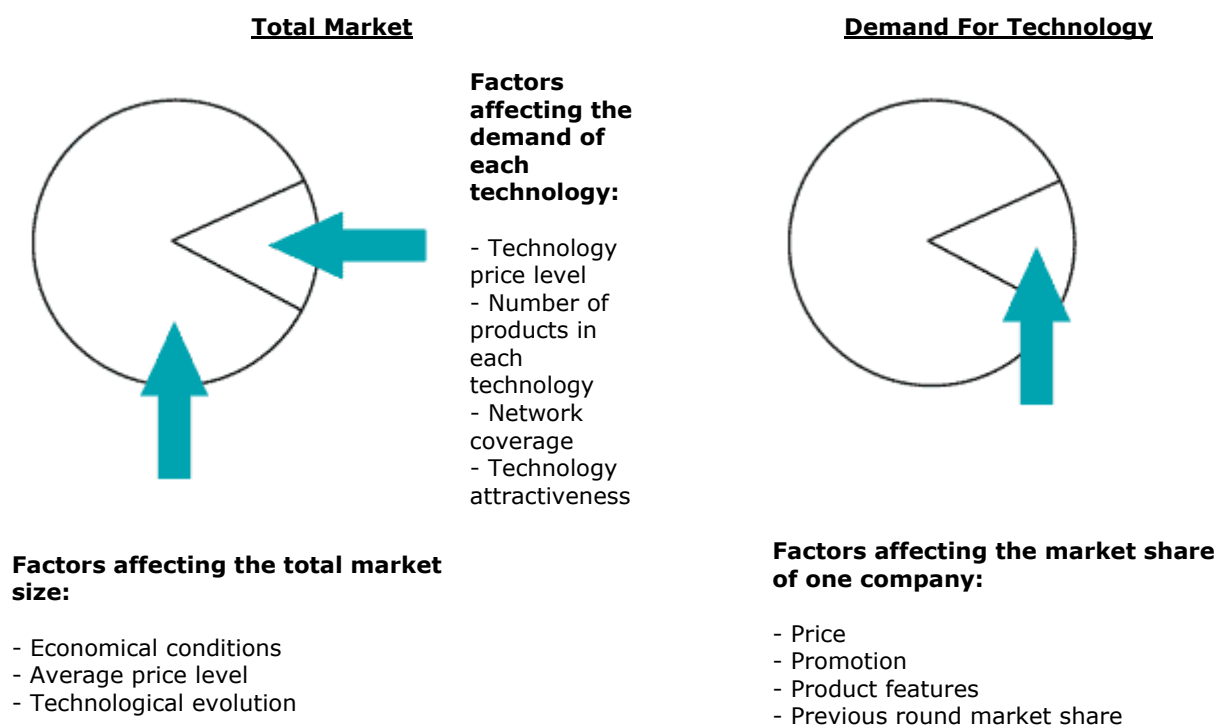 Total Market
Demand For Technology
Factors
affecting the
demand of
each
technology:
- Technology
price level
- Number of
products in
each
technology
- Network
coverage
- Technology
attractiveness
Factors affecting the total market
size:
- Economical conditions
- Average price level
- Technological evolution
Factors affecting the market share
of one company:
- Price
- Promotion
- Product features
- Previous round market share